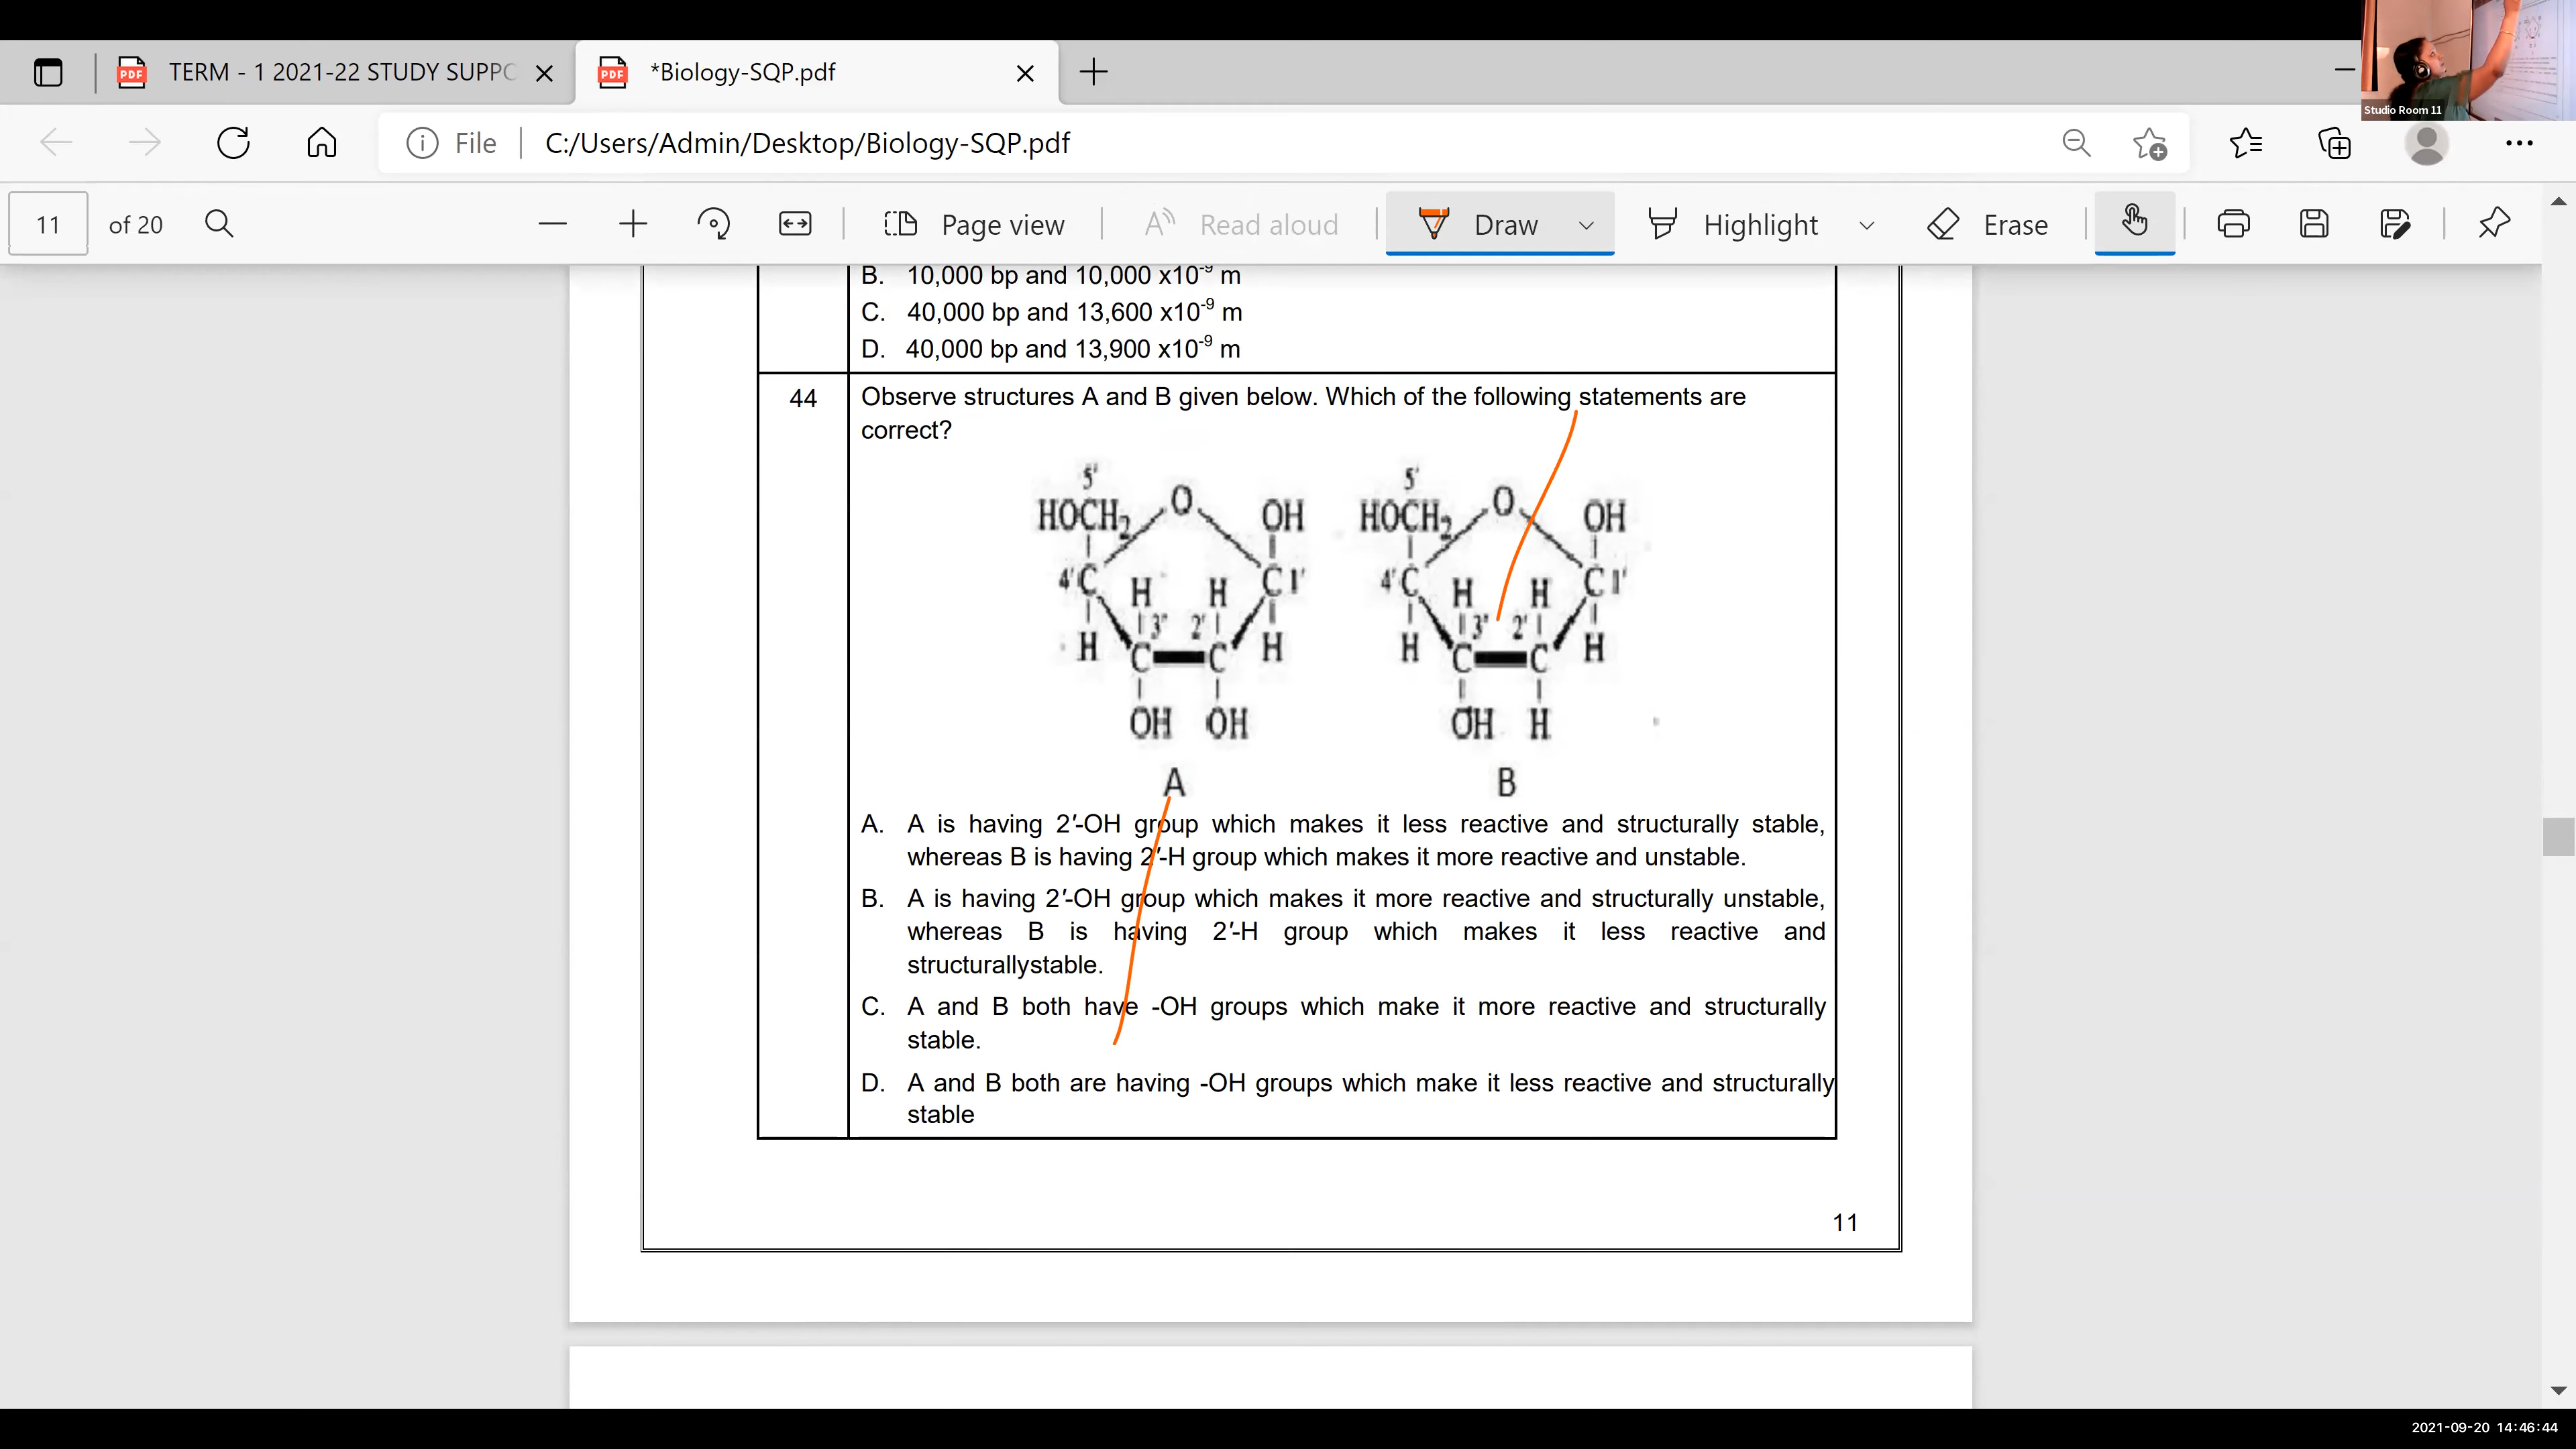 TERM - 1 2021-22 STUDY SUPPO
*Biology-SQP.pdf
Studio Room 11
File C:/Users/Admin/Desktop/Biology-SQP.pdf
11 of 20 Page view Read aloud Draw Highlight Erase
B. 10,000 bp and 10,000 x10⁻⁹ m
C. 40,000 bp and 13,600 x10⁻⁹ m
D. 40,000 bp and 13,900 x10⁻⁹ m
44 Observe structures A and B given below. Which of the following statements are
correct?
5' 5'
HOCH₂ O OH HOCH₂ O OH
4'C H H C1' 4'C H H C1'
H 3' 2' H H 3' 2' H
C C C C
OH OH OH H
A B
A. A is having 2′-OH group which makes it less reactive and structurally stable,
whereas B is having 2′-H group which makes it more reactive and unstable.
B. A is having 2′-OH group which makes it more reactive and structurally unstable,
whereas B is having 2′-H group which makes it less reactive and
structurallystable.
C. A and B both have -OH groups which make it more reactive and structurally
stable.
D. A and B both are having -OH groups which make it less reactive and structurally
stable
11
2021-09-20 14:46:44